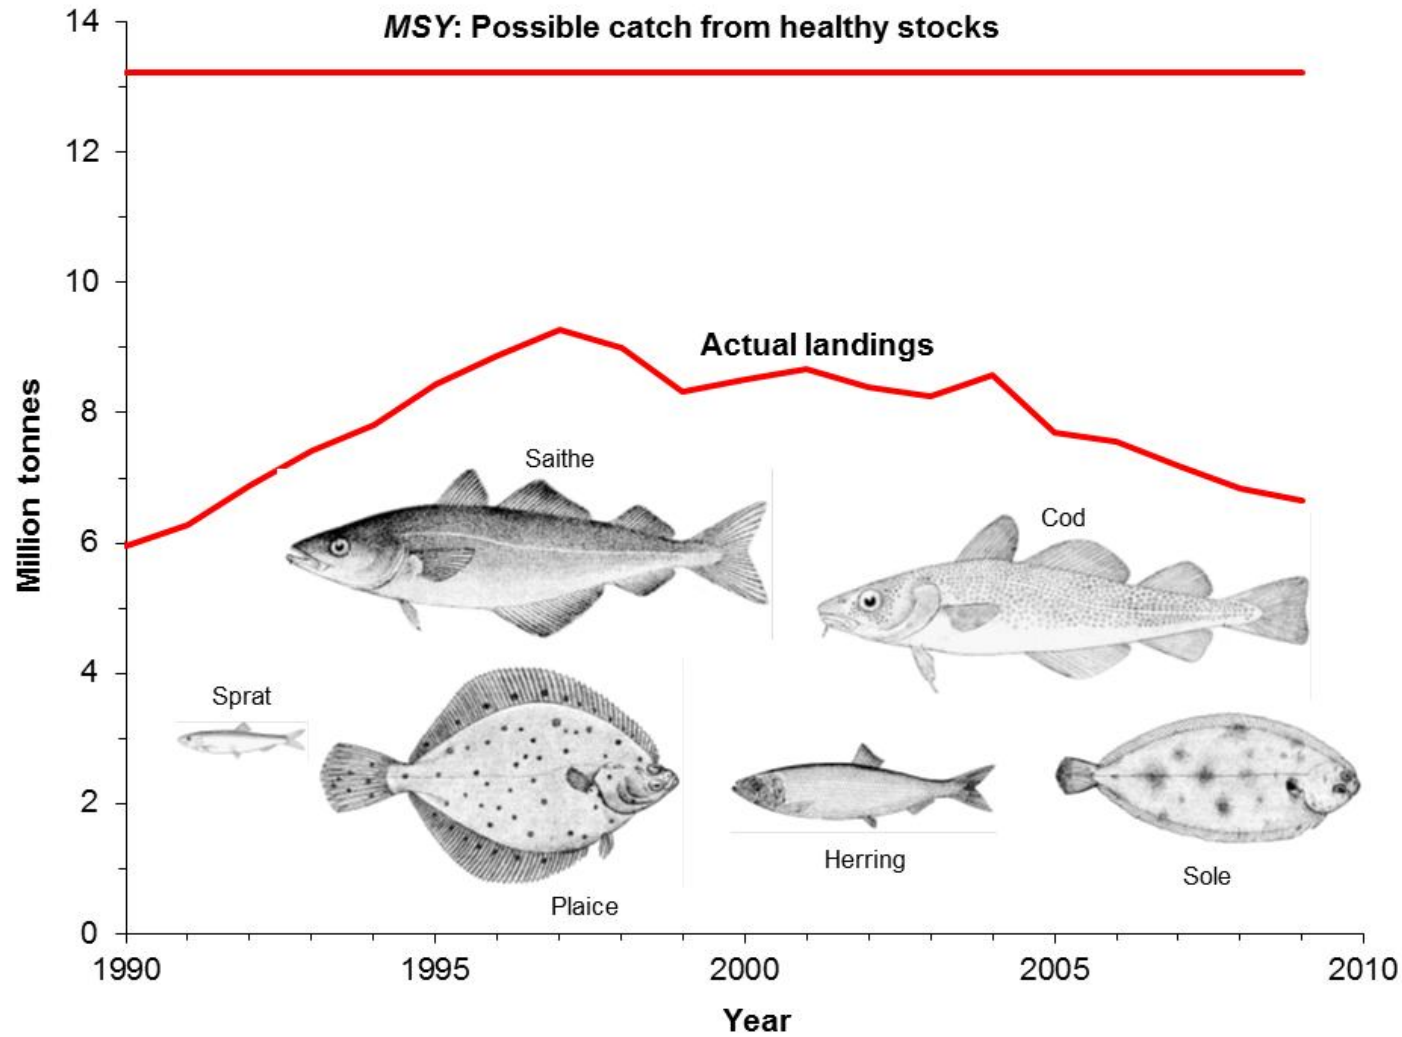 MSY: Possible catch from healthy stocks
14
12
10
8
6
4
2
0
Million tonnes
Actual landings
Saithe
Cod
Sprat
Plaice
Herring
Sole
1990
1995
2000
2005
2010
Year